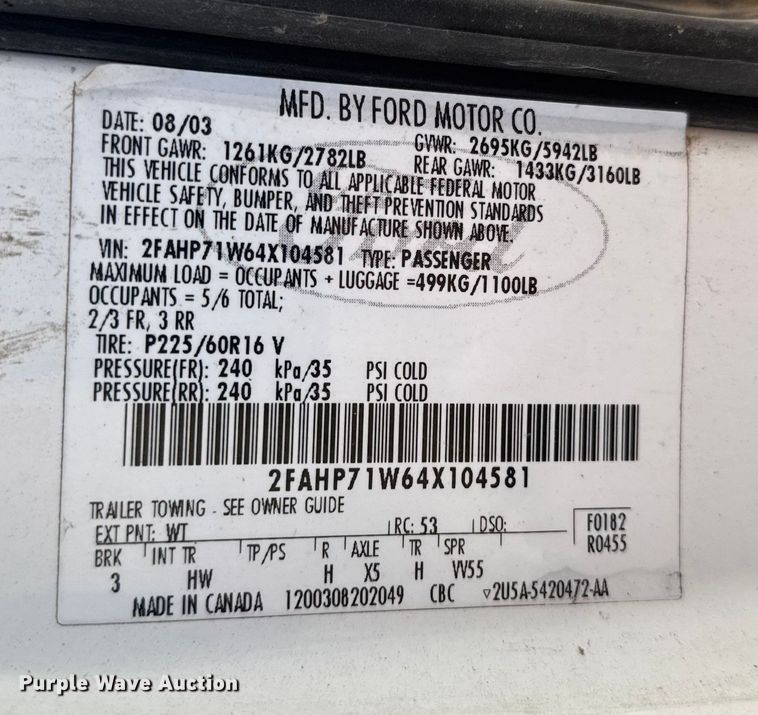 MFD. BY FORD MOTOR CO.
DATE: 08/03 GVWR: 2695KG/5942LB
FRONT GAWR: 1261KG/2782LB REAR GAWR: 1433KG/3160LB
THIS VEHICLE CONFORMS TO ALL APPLICABLE FEDERAL MOTOR
VEHICLE SAFETY, BUMPER, AND THEFT PREVENTION STANDARDS
IN EFFECT ON THE DATE OF MANUFACTURE SHOWN ABOVE.
VIN: 2FAHP71W64X104581 TYPE: PASSENGER
MAXIMUM LOAD = OCCUPANTS + LUGGAGE =499KG/1100LB
OCCUPANTS = 5/6 TOTAL;
2/3 FR, 3 RR
TIRE: P225/60R16 V
PRESSURE(FR): 240 kPa/35 PSI COLD
PRESSURE(RR): 240 kPa/35 PSI COLD
2FAHP71W64X104581
TRAILER TOWING - SEE OWNER GUIDE
EXT PNT: WT RC: 53 DSO: F0182
R0455
BRK INT TR TP/PS R AXLE TR SPR
3 HW H X5 H VV55
MADE IN CANADA 1200308202049 CBC ▽2U5A-5420472-AA
Purple Wave Auction